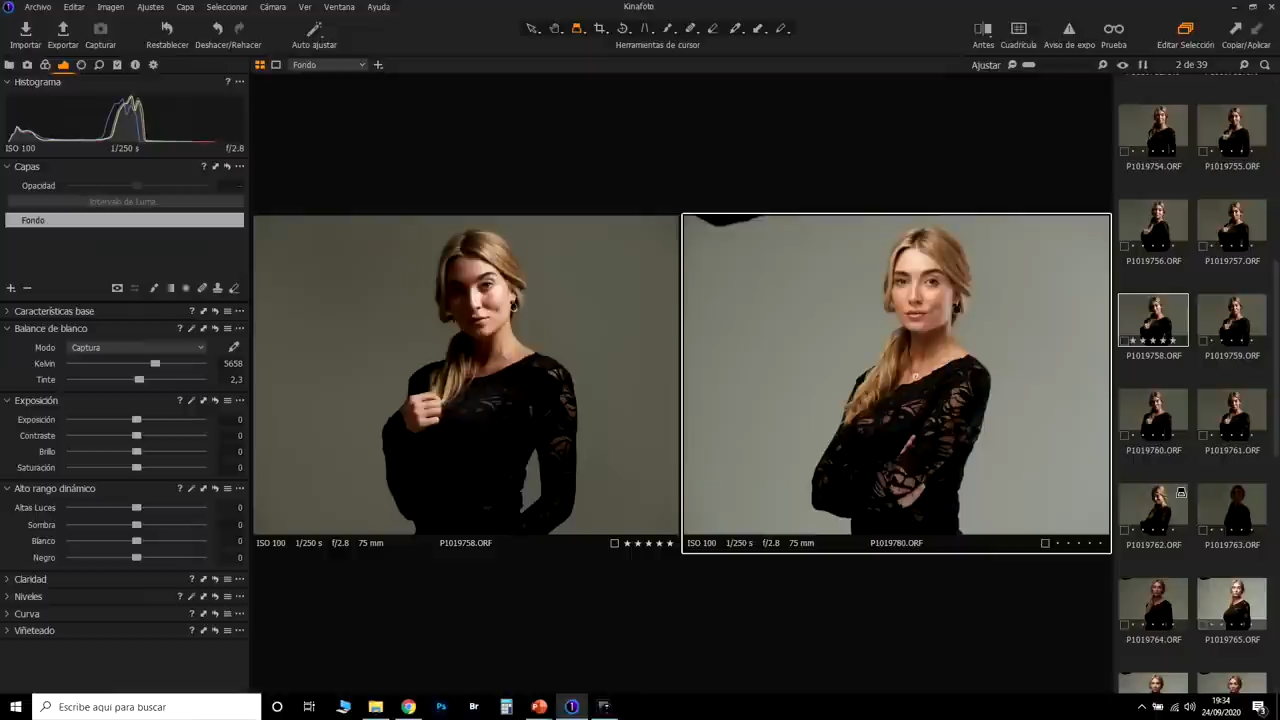 Kinafoto
Archivo Editar Imagen Ajustes Capa Seleccionar Cámara Ver Ventana Ayuda
Importar Exportar Capturar Restablecer Deshacer/Rehacer Auto ajustar Herramientas de cursor Antes Cuadrícula Aviso de expo Prueba Editar Selección Copiar/Aplicar
Fondo Ajustar 2 de 39
Histograma
ISO 100 1/250 s f/2.8
Capas
Opacidad
Intervalo de Luma...
Fondo
Características base
Balance de blanco
Modo Captura
Kelvin 5658
Tinte 2,3
Exposición
Exposición 0
Contraste 0
Brillo 0
Saturación 0
Alto rango dinámico
Altas Luces 0
Sombra 0
Blanco 0
Negro 0
Claridad
Niveles
Curva
Viñeteado
ISO 100 1/250 s f/2.8 75 mm P1019758.ORF
ISO 100 1/250 s f/2.8 75 mm P1019780.ORF
P1019754.ORF P1019755.ORF
P1019756.ORF P1019757.ORF
P1019758.ORF P1019759.ORF
P1019760.ORF P1019761.ORF
P1019762.ORF P1019763.ORF
P1019764.ORF P1019765.ORF
Escribe aquí para buscar
Ps
Br
19:34
24/09/2020
3